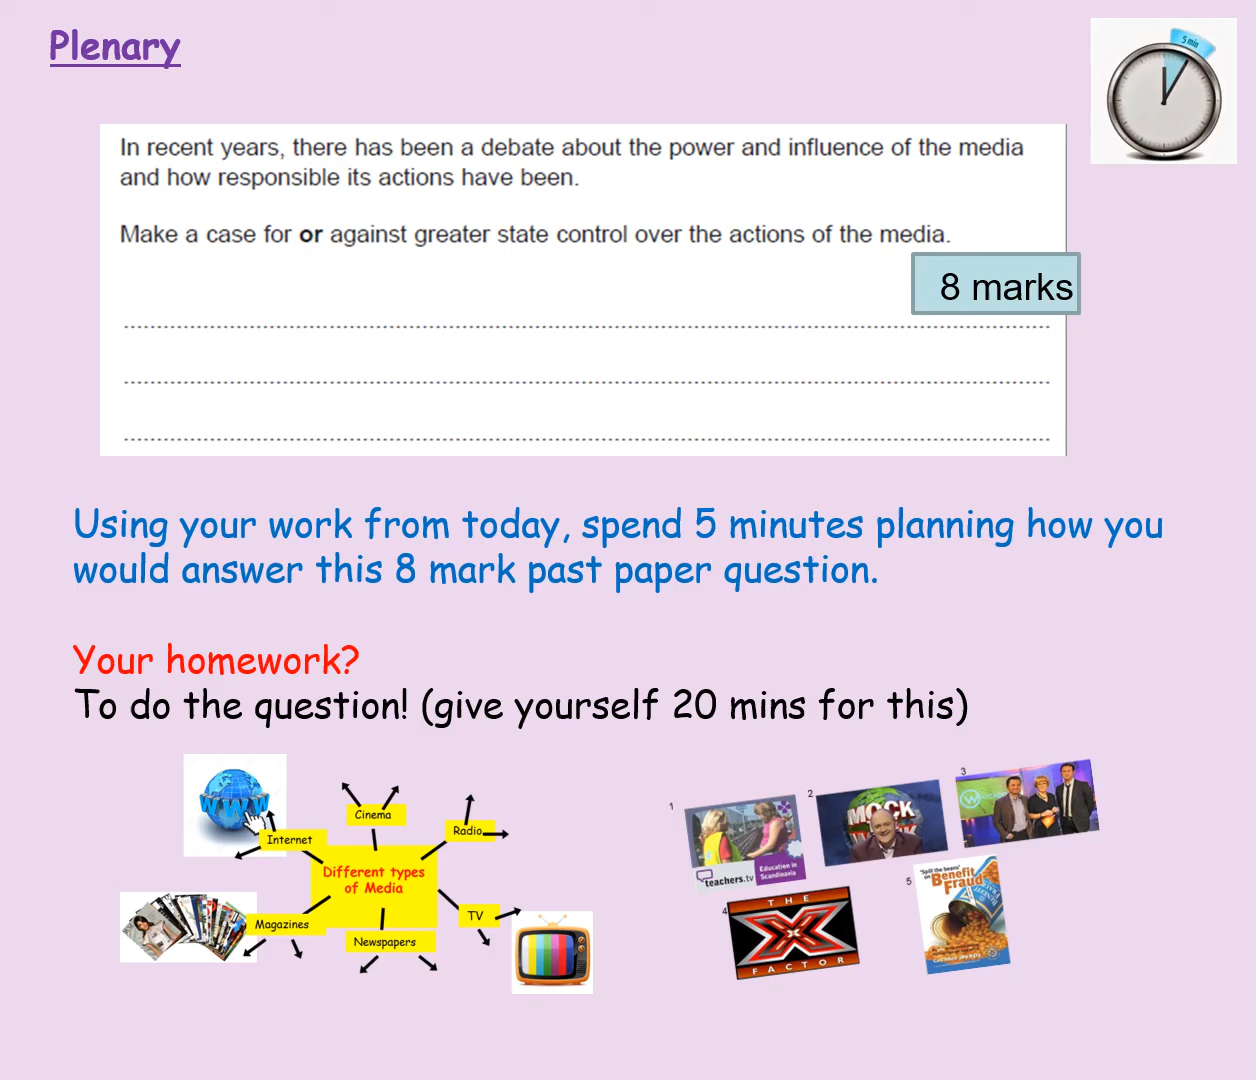 Plenary
5 min
In recent years, there has been a debate about the power and influence of the media
and how responsible its actions have been.
Make a case for or against greater state control over the actions of the media.
8 marks
Using your work from today, spend 5 minutes planning how you
would answer this 8 mark past paper question.
Your homework?
To do the question! (give yourself 20 mins for this)
WWW
Internet
Cinema
Radio
Different types
of Media
Magazines
Newspapers
TV
1
teachers.tv
Education in
Scandinavia
2
MOCK
3
W
4
THE
X
FACTOR
5
"Spill the beans"
on Benefit
Fraud